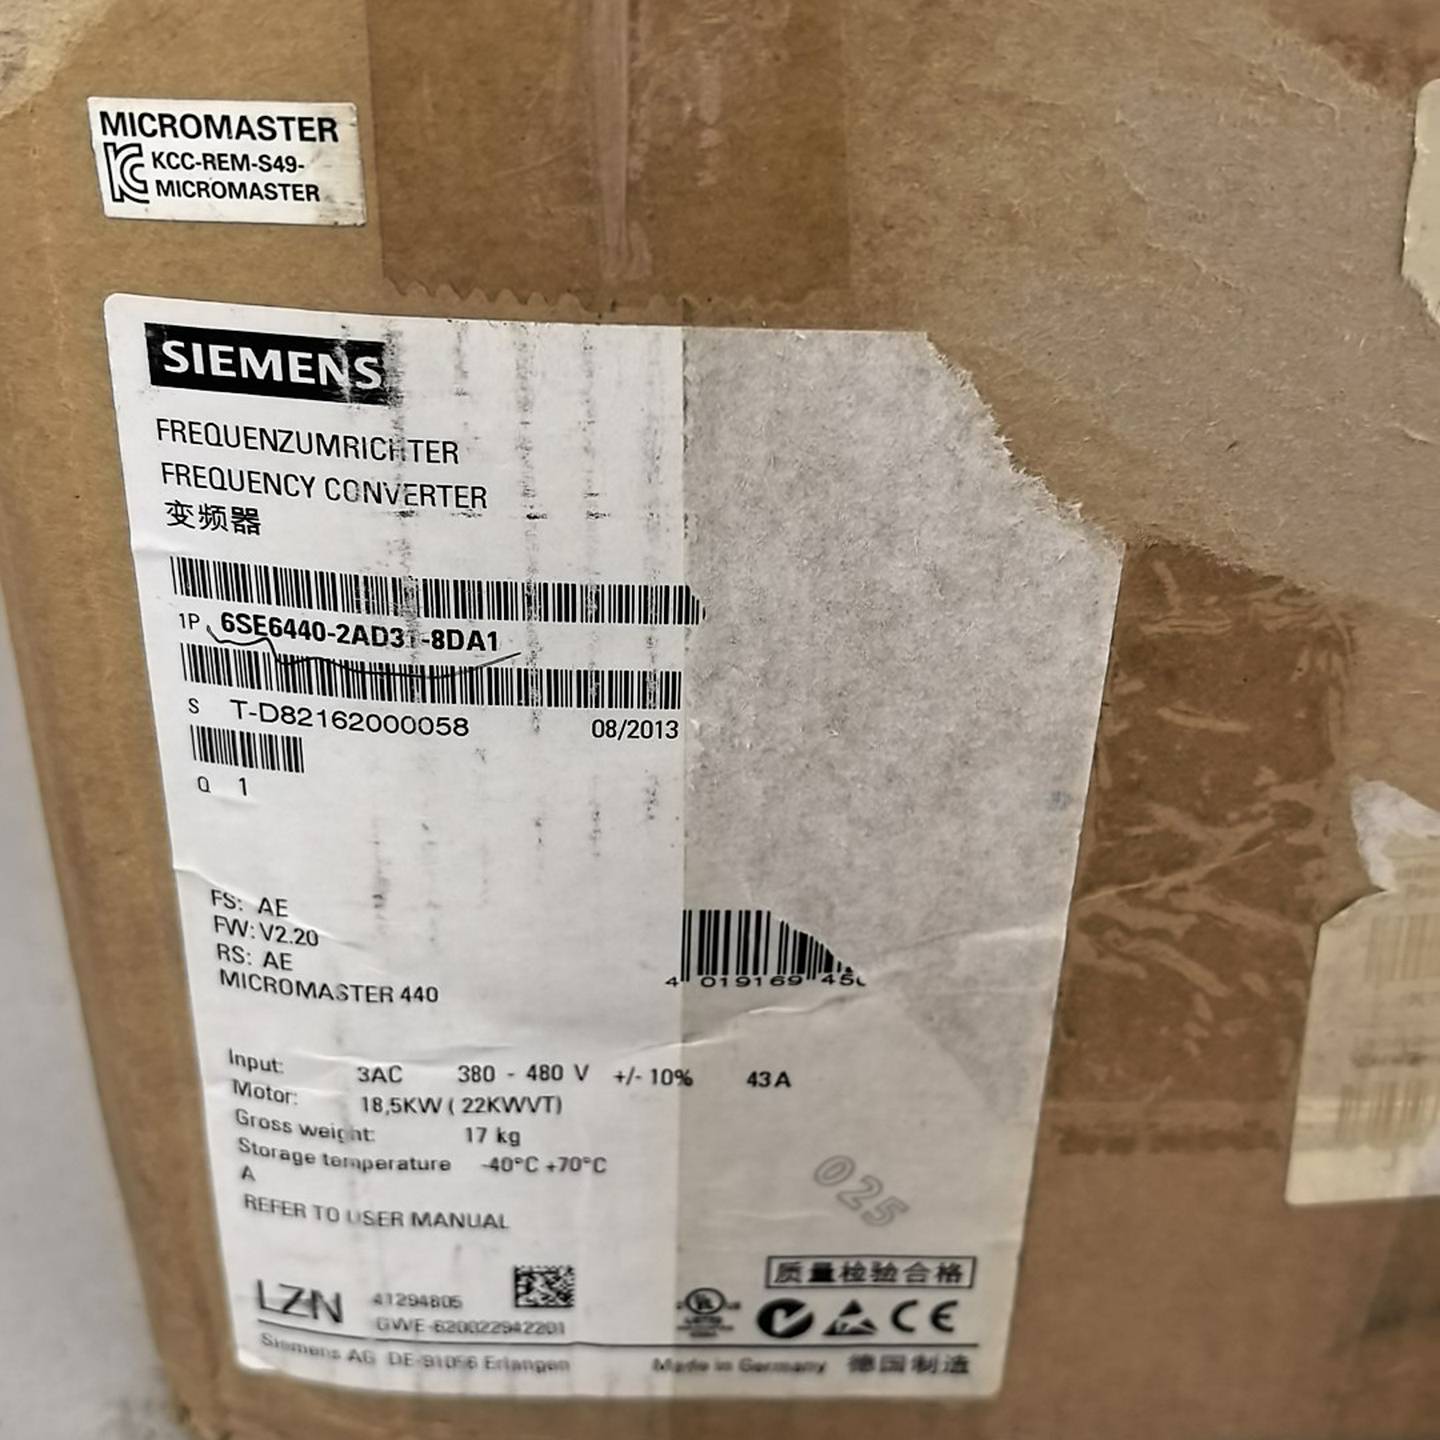 MICROMASTER
KCC-REM-S49-
MICROMASTER
SIEMENS
FREQUENZUMRICHTER
FREQUENCY CONVERTER
变频器
1P 6SE6440-2AD31-8DA1
S T-D82162000058 08/2013
Q 1
FS: AE
FW: V2.20
RS: AE
MICROMASTER 440
4 019169 450
Input: 3AC 380 - 480 V +/- 10% 43A
Motor: 18,5KW ( 22KWVT)
Gross weight: 17 kg
Storage temperature -40°C +70°C
A
REFER TO USER MANUAL
025
质量检验合格
LZN 41294805
GWE-620022942201
UL
CE
Siemens AG DE-91056 Erlangen Made in Germany 德国制造